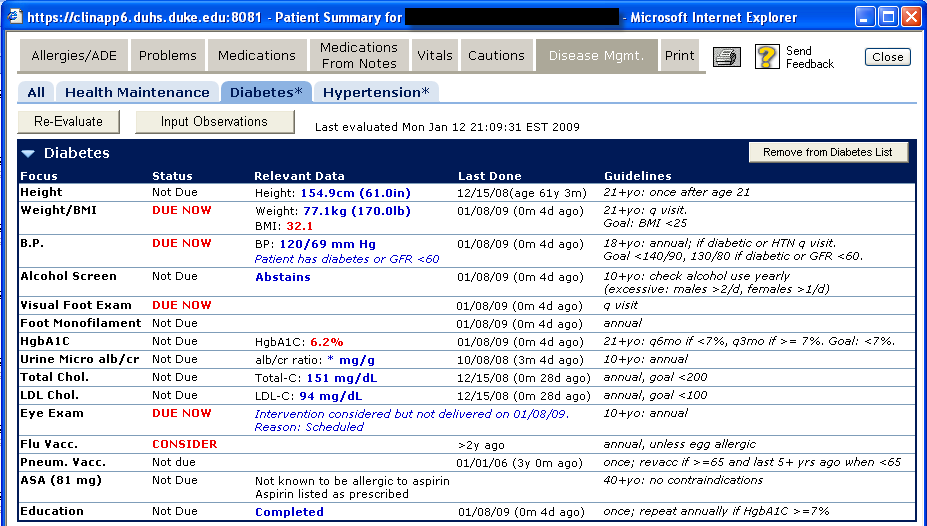 https://clinapp6.duhs.duke.edu:8081 - Patient Summary for - Microsoft Internet Explorer
Allergies/ADE Problems Medications Medications From Notes Vitals Cautions Disease Mgmt. Print Send Feedback Close
All Health Maintenance Diabetes* Hypertension*
Re-Evaluate Input Observations Last evaluated Mon Jan 12 21:09:31 EST 2009
Diabetes Remove from Diabetes List
Focus Status Relevant Data Last Done Guidelines
Height Not Due Height: 154.9cm (61.0in) 12/15/08(age 61y 3m) 21+yo: once after age 21
Weight/BMI DUE NOW Weight: 77.1kg (170.0lb) 01/08/09 (0m 4d ago) 21+yo: q visit.
BMI: 32.1 Goal: BMI <25
B.P. DUE NOW BP: 120/69 mm Hg 01/08/09 (0m 4d ago) 18+yo: annual; if diabetic or HTN q visit.
Patient has diabetes or GFR <60 Goal <140/90, 130/80 if diabetic or GFR <60.
Alcohol Screen Not Due Abstains 01/08/09 (0m 4d ago) 10+yo: check alcohol use yearly
(excessive: males >2/d, females >1/d)
Visual Foot Exam DUE NOW 01/08/09 (0m 4d ago) q visit
Foot Monofilament Not Due 01/08/09 (0m 4d ago) annual
HgbA1C Not Due HgbA1C: 6.2% 01/08/09 (0m 4d ago) 21+yo: q6mo if <7%, q3mo if >= 7%. Goal: <7%.
Urine Micro alb/cr Not Due alb/cr ratio: * mg/g 10/08/08 (3m 4d ago) 10+yo: annual
Total Chol. Not Due Total-C: 151 mg/dL 12/15/08 (0m 28d ago) annual, goal <200
LDL Chol. Not Due LDL-C: 94 mg/dL 12/15/08 (0m 28d ago) annual, goal <100
Eye Exam DUE NOW Intervention considered but not delivered on 01/08/09. 10+yo: annual
Reason: Scheduled
Flu Vacc. CONSIDER >2y ago annual, unless egg allergic
Pneum. Vacc. Not due 01/01/06 (3y 0m ago) once; revacc if >=65 and last 5+ yrs ago when <65
ASA (81 mg) Not Due Not known to be allergic to aspirin 40+yo: no contraindications
Aspirin listed as prescribed
Education Not Due Completed 01/08/09 (0m 4d ago) once; repeat annually if HgbA1C >=7%